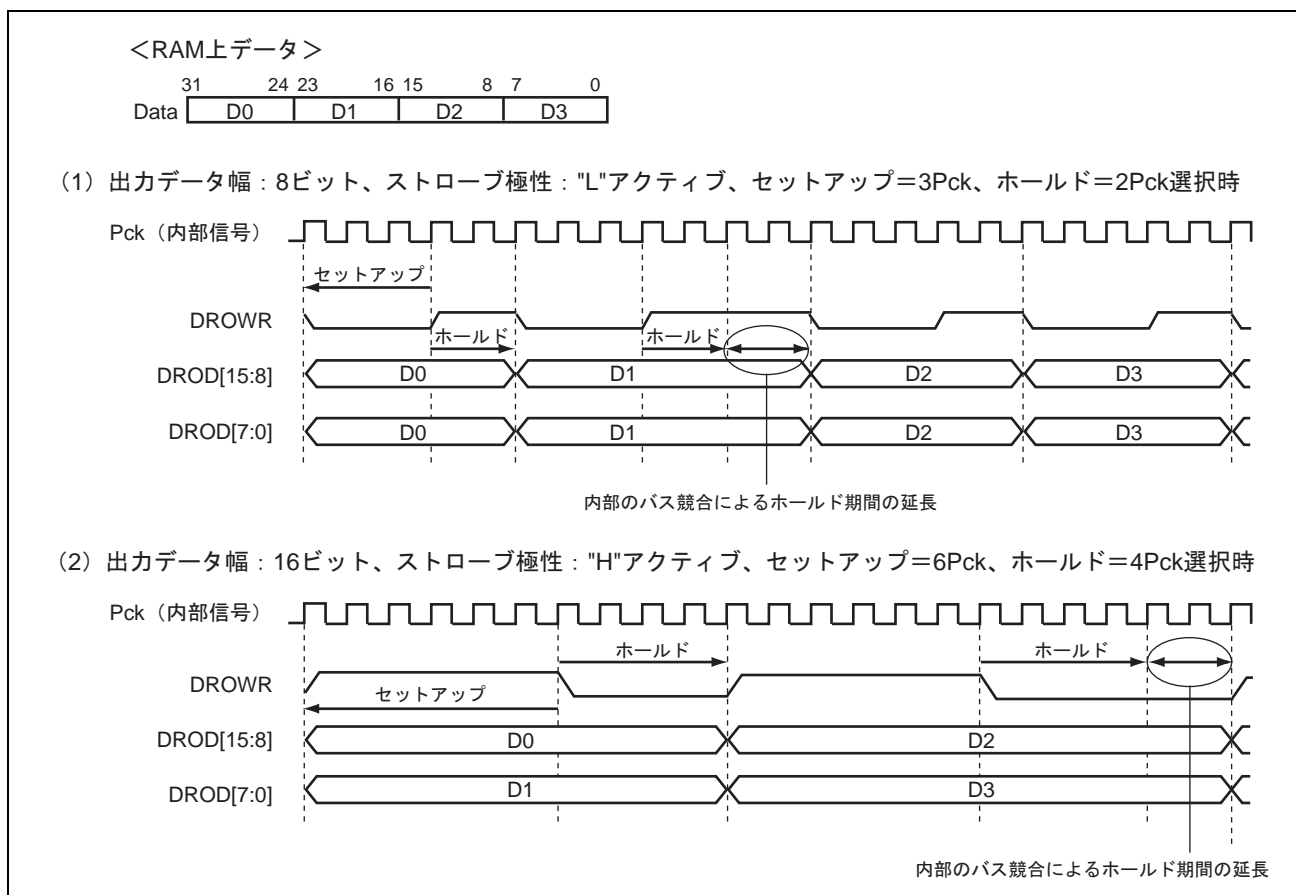 ＜RAM上データ＞
31 24 23 16 15 8 7 0
Data D0 D1 D2 D3
（1）出力データ幅：8ビット、ストローブ極性："L"アクティブ、セットアップ＝3Pck、ホールド＝2Pck選択時
Pck（内部信号）
セットアップ
DROWR
ホールド ホールド
DROD[15:8] D0 D1 D2 D3
DROD[7:0] D0 D1 D2 D3
内部のバス競合によるホールド期間の延長
（2）出力データ幅：16ビット、ストローブ極性："H"アクティブ、セットアップ＝6Pck、ホールド＝4Pck選択時
Pck（内部信号）
ホールド ホールド
DROWR
セットアップ
DROD[15:8] D0 D2
DROD[7:0] D1 D3
内部のバス競合によるホールド期間の延長